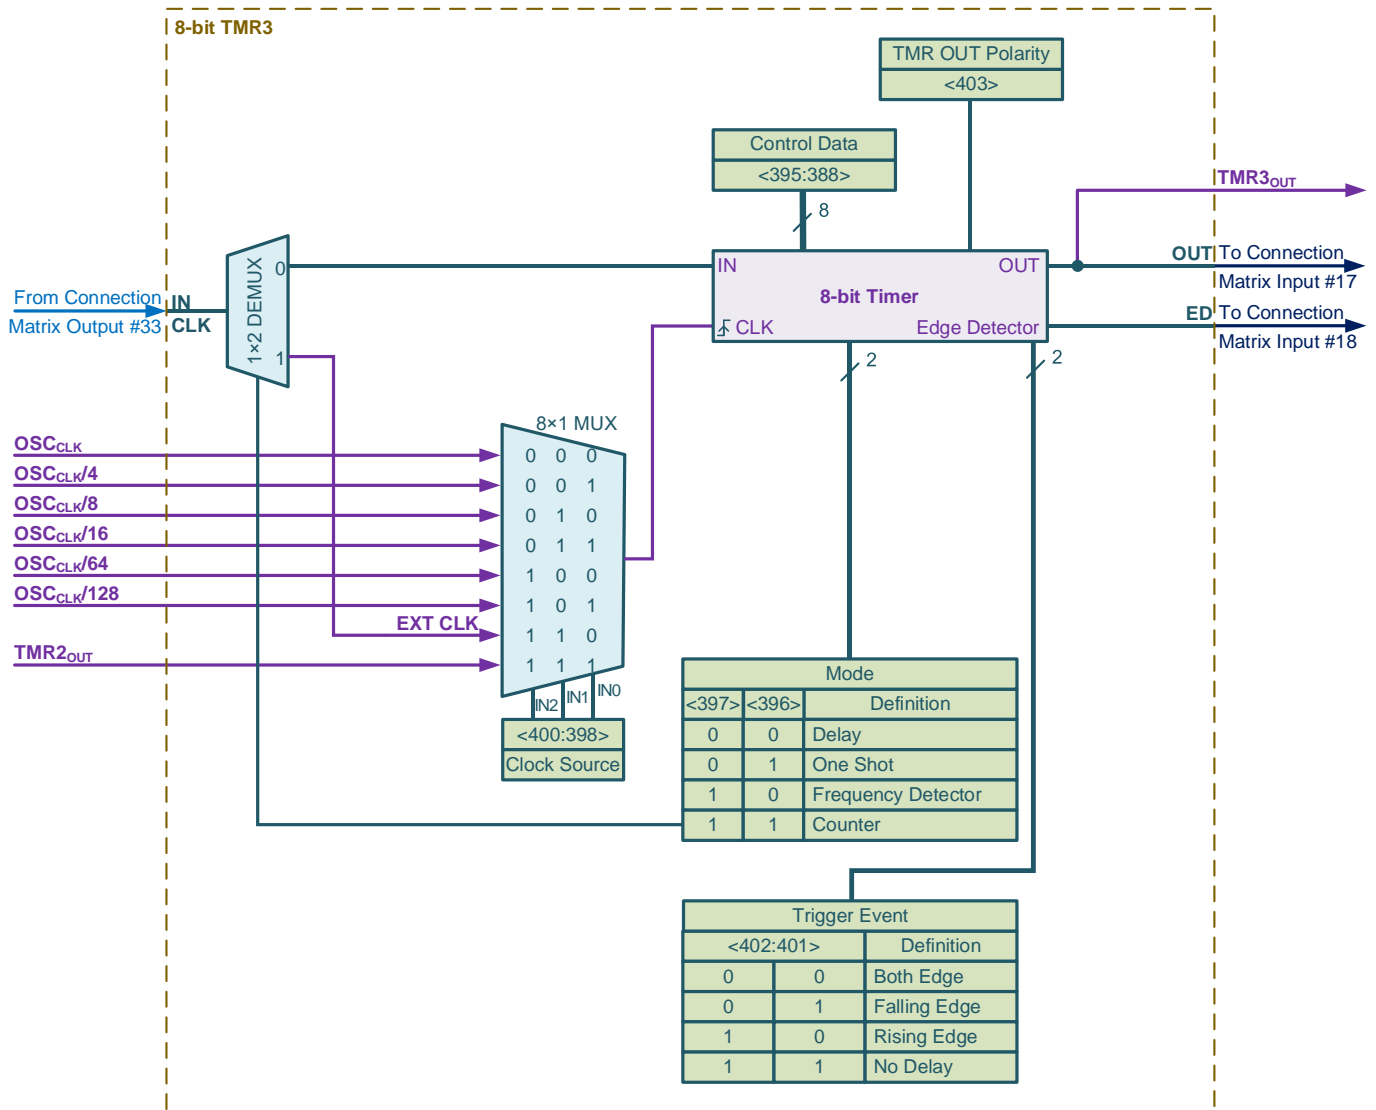 8-bit TMR3
TMR OUT Polarity
<403>
Control Data
<395:388>
8
TMR3OUT
IN
OUT
8-bit Timer
CLK
Edge Detector
OUT
To Connection
Matrix Input #17
ED
To Connection
Matrix Input #18
From Connection
Matrix Output #33
IN
CLK
1×2 DEMUX
0
1
2
2
8×1 MUX
OSCCLK
0 0 0
OSCCLK/4
0 0 1
OSCCLK/8
0 1 0
OSCCLK/16
0 1 1
OSCCLK/64
1 0 0
OSCCLK/128
1 0 1
EXT CLK
1 1 0
TMR2OUT
1 1 1
IN2
IN1
IN0
<400:398>
Clock Source
Mode
<397> <396> Definition
0 0 Delay
0 1 One Shot
1 0 Frequency Detector
1 1 Counter
Trigger Event
<402:401> Definition
0 0 Both Edge
0 1 Falling Edge
1 0 Rising Edge
1 1 No Delay